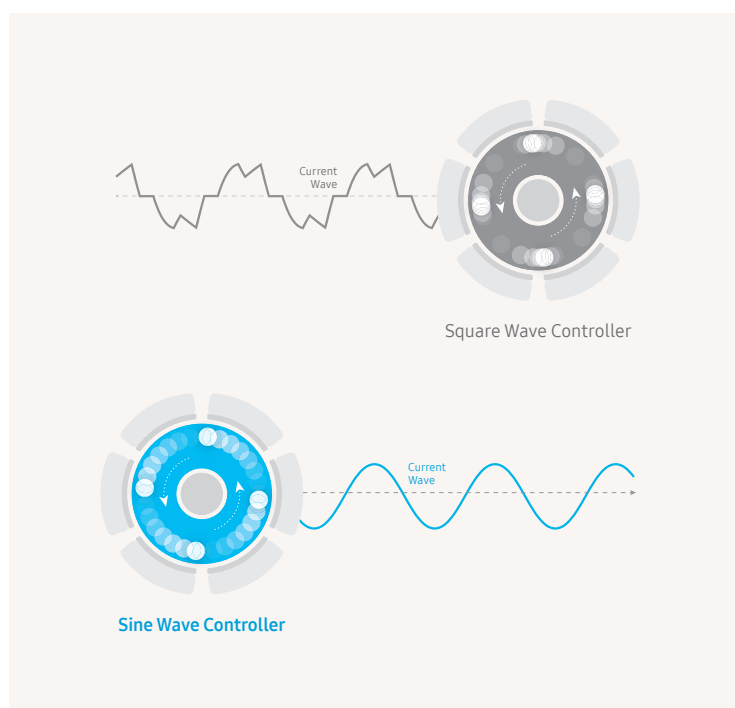 Current
Wave
Square Wave Controller
Current
Wave
Sine Wave Controller